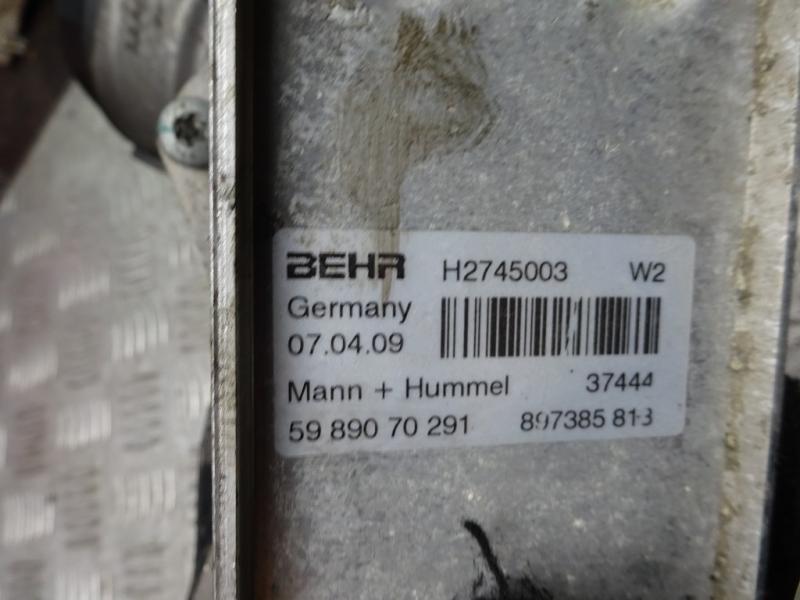 BEHR H2745003 W2
Germany
07.04.09
Mann + Hummel 37444
59 890 70 291 897385 813